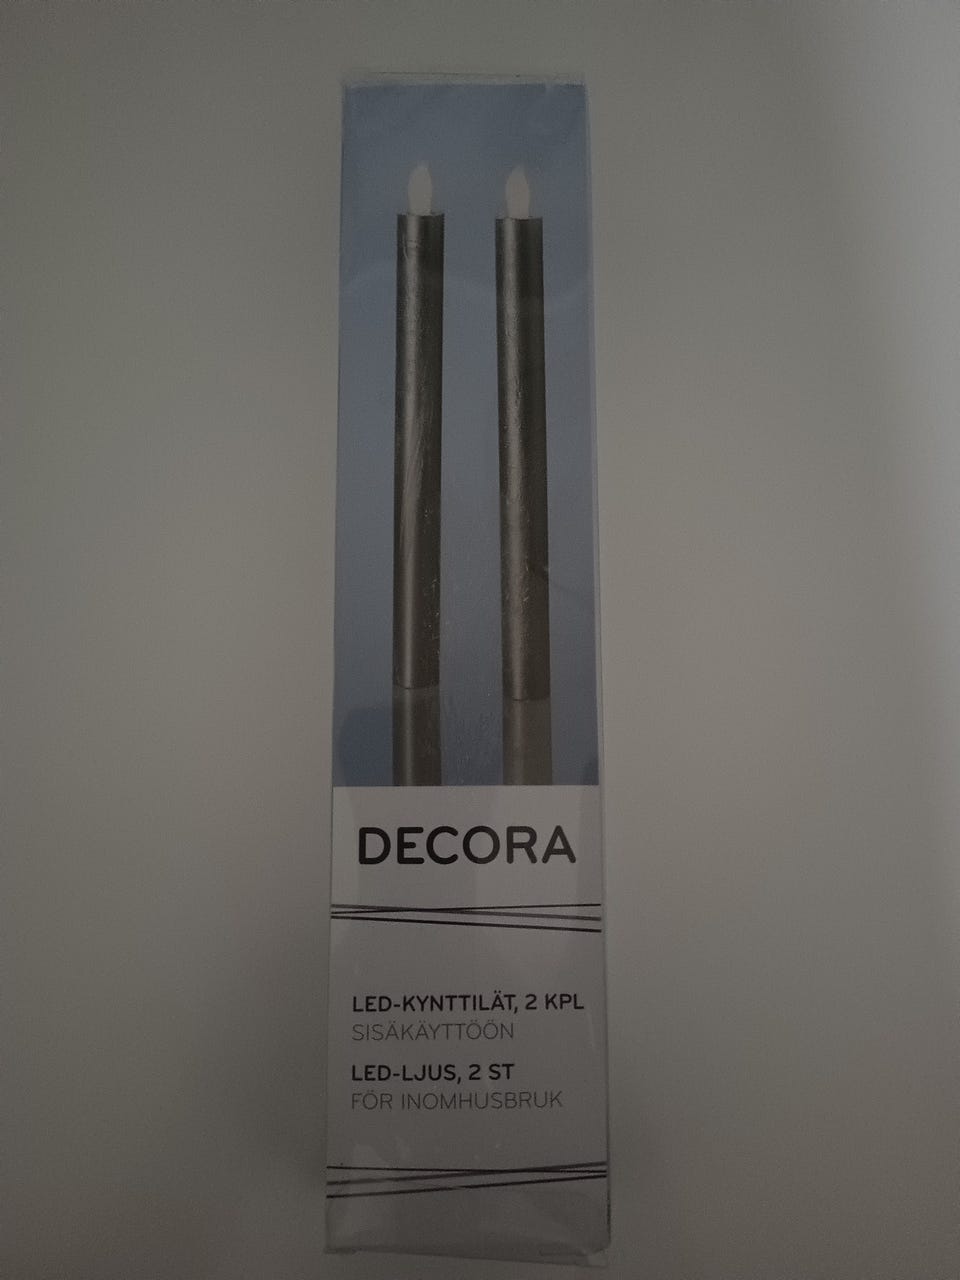 DECORA
LED-KYNTTILÄT, 2 KPL
SISÄKÄYTTÖÖN
LED-LJUS, 2 ST
FÖR INOMHUSBRUK